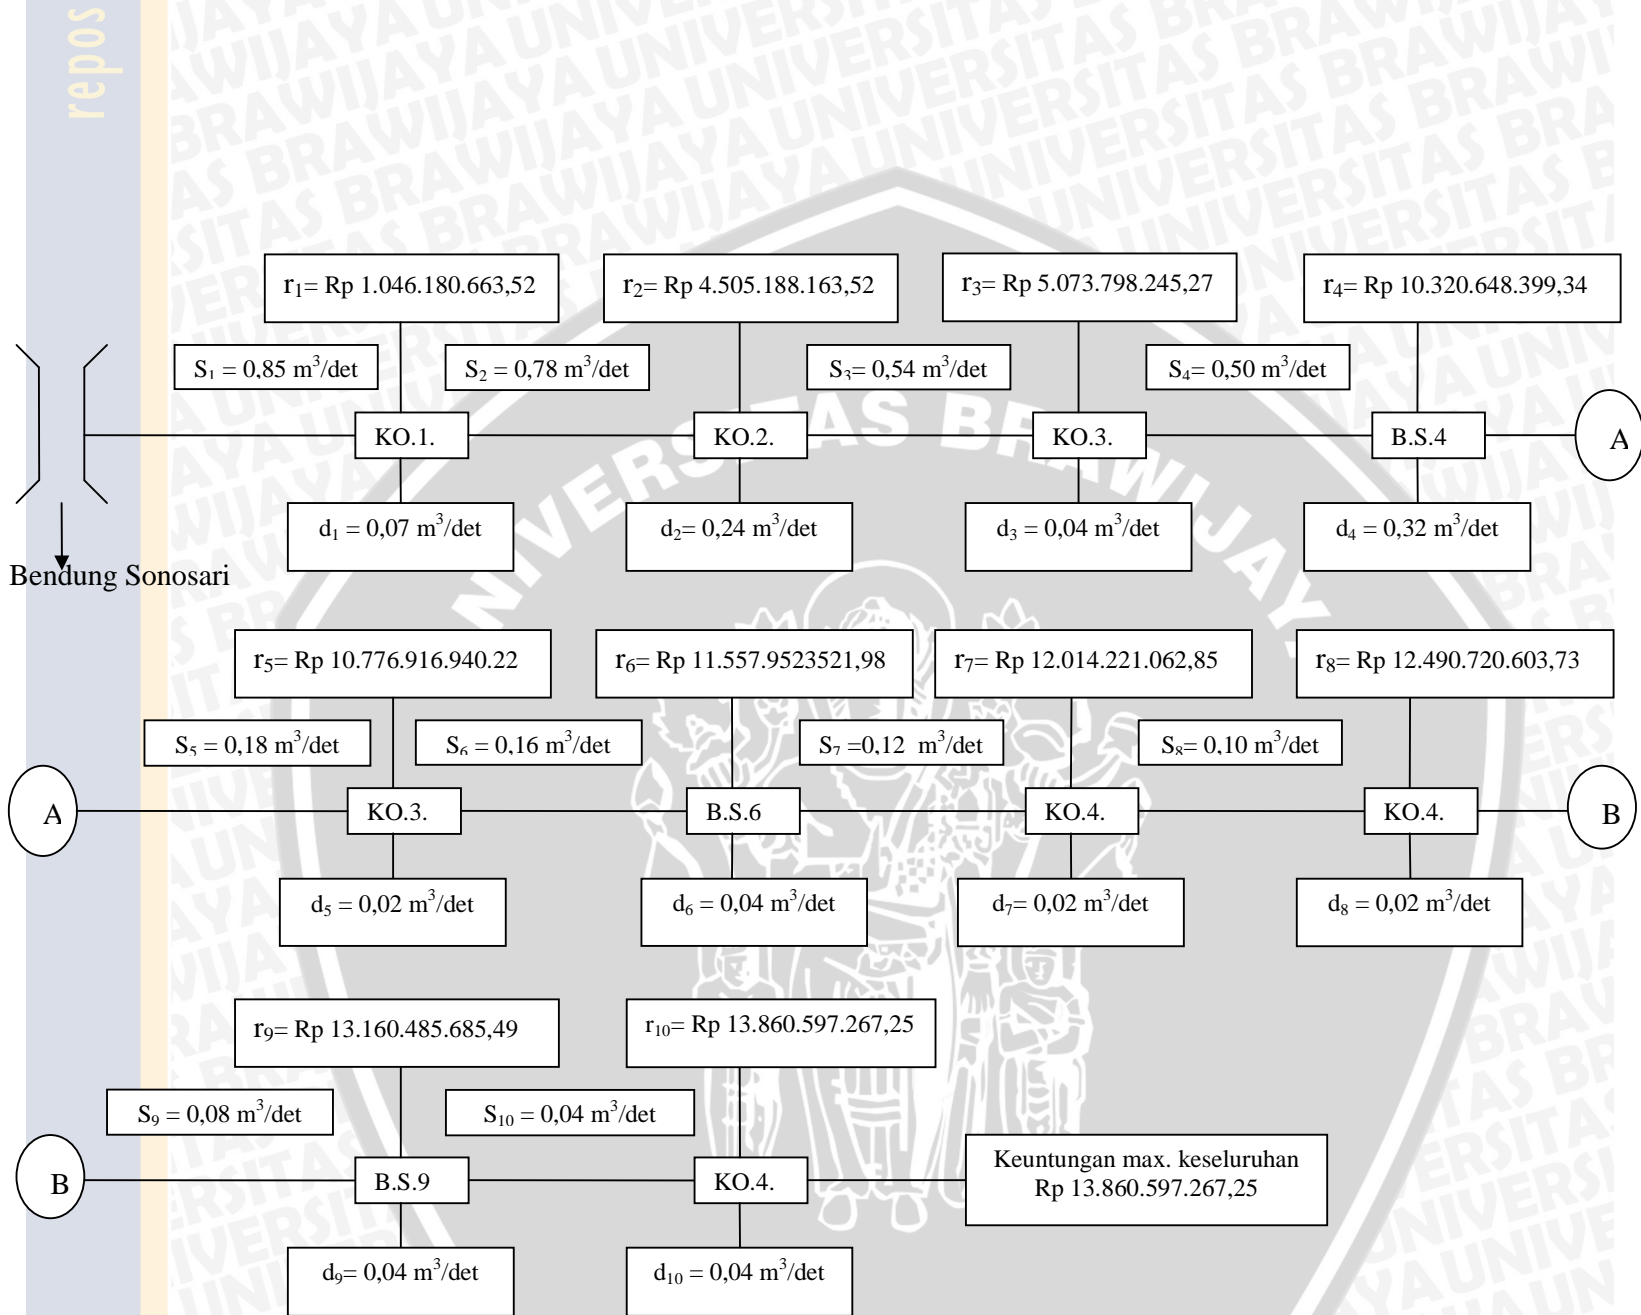 repos
r₁= Rp 1.046.180.663,52
r₂= Rp 4.505.188.163,52
r₃= Rp 5.073.798.245,27
r₄= Rp 10.320.648.399,34
S₁ = 0,85 m³/det
S₂ = 0,78 m³/det
S₃= 0,54 m³/det
S₄= 0,50 m³/det
KO.1.
KO.2.
KO.3.
B.S.4
A
d₁ = 0,07 m³/det
d₂= 0,24 m³/det
d₃ = 0,04 m³/det
d₄ = 0,32 m³/det
Bendung Sonosari
r₅= Rp 10.776.916.940.22
r₆= Rp 11.557.9523521,98
r₇= Rp 12.014.221.062,85
r₈= Rp 12.490.720.603,73
S₅ = 0,18 m³/det
S₆ = 0,16 m³/det
S₇ =0,12 m³/det
S₈= 0,10 m³/det
A
KO.3.
B.S.6
KO.4.
KO.4.
B
d₅ = 0,02 m³/det
d₆ = 0,04 m³/det
d₇= 0,02 m³/det
d₈ = 0,02 m³/det
r₉= Rp 13.160.485.685,49
r₁₀= Rp 13.860.597.267,25
S₉ = 0,08 m³/det
S₁₀ = 0,04 m³/det
B
B.S.9
KO.4.
Keuntungan max. keseluruhan
Rp 13.860.597.267,25
d₉= 0,04 m³/det
d₁₀ = 0,04 m³/det